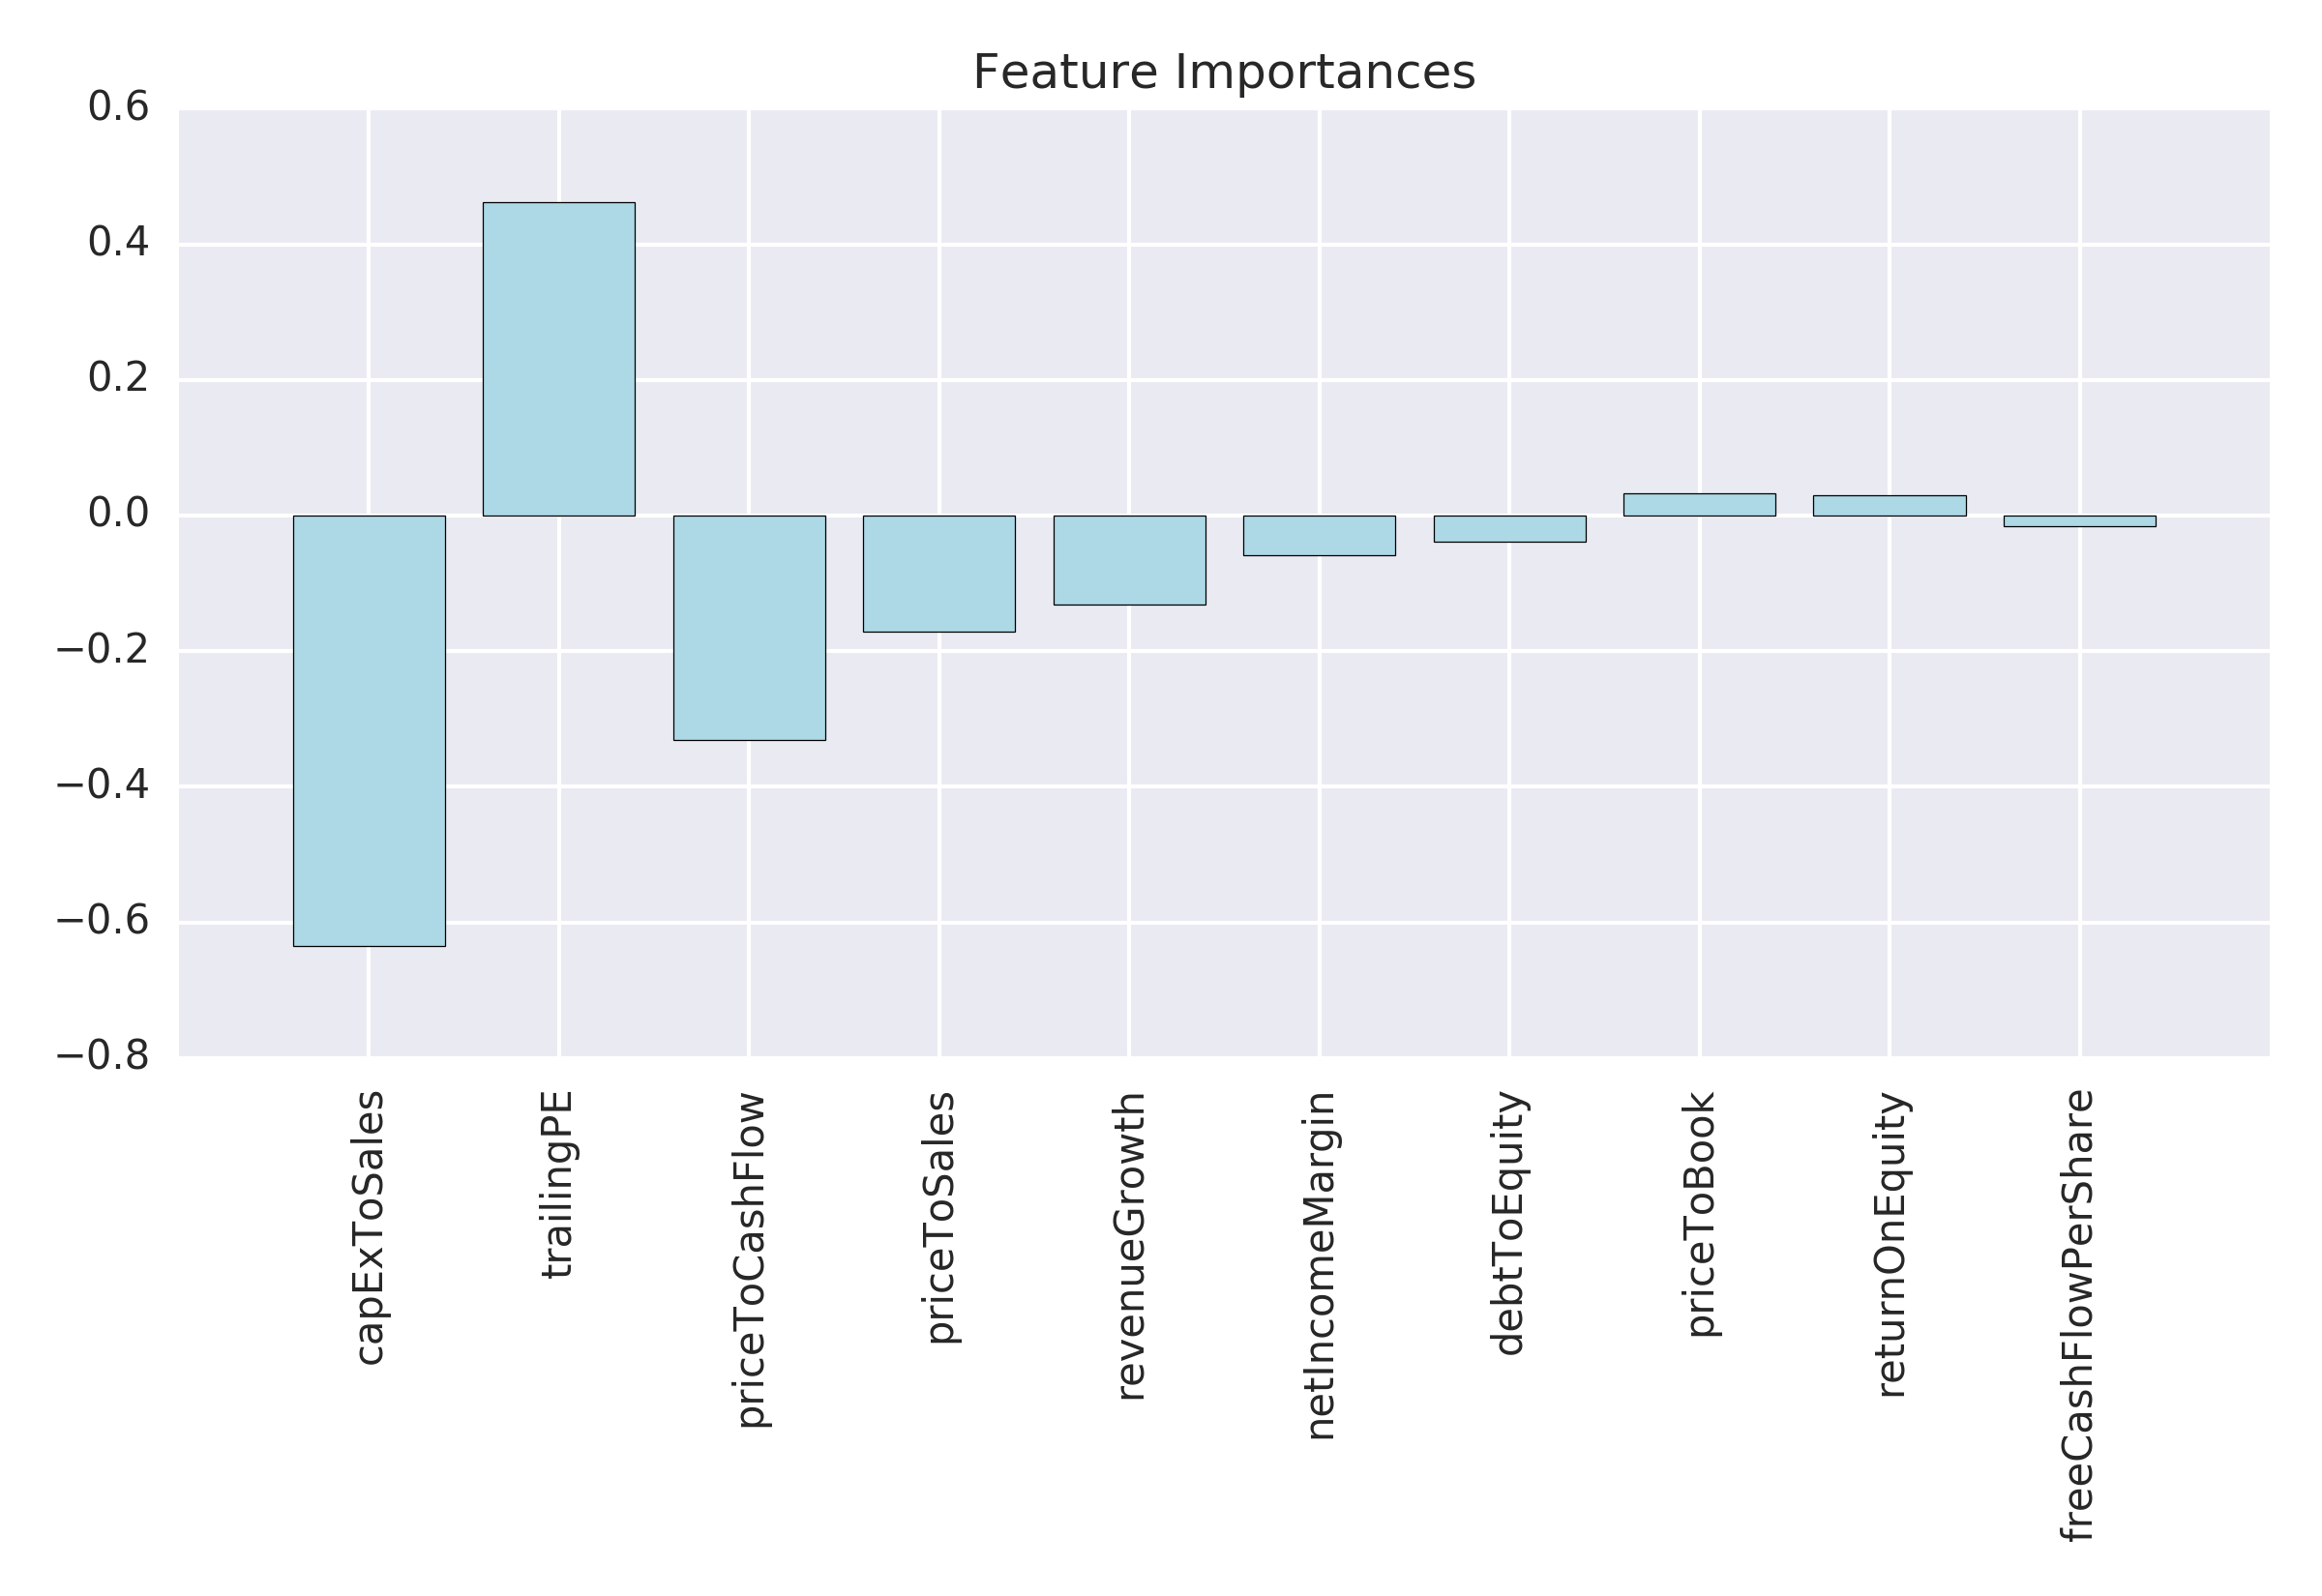 Feature Importances
0.6
0.4
0.2
0.0
−0.2
−0.4
−0.6
−0.8
capExToSales
trailingPE
priceToCashFlow
priceToSales
revenueGrowth
netIncomeMargin
debtToEquity
priceToBook
returnOnEquity
freeCashFlowPerShare